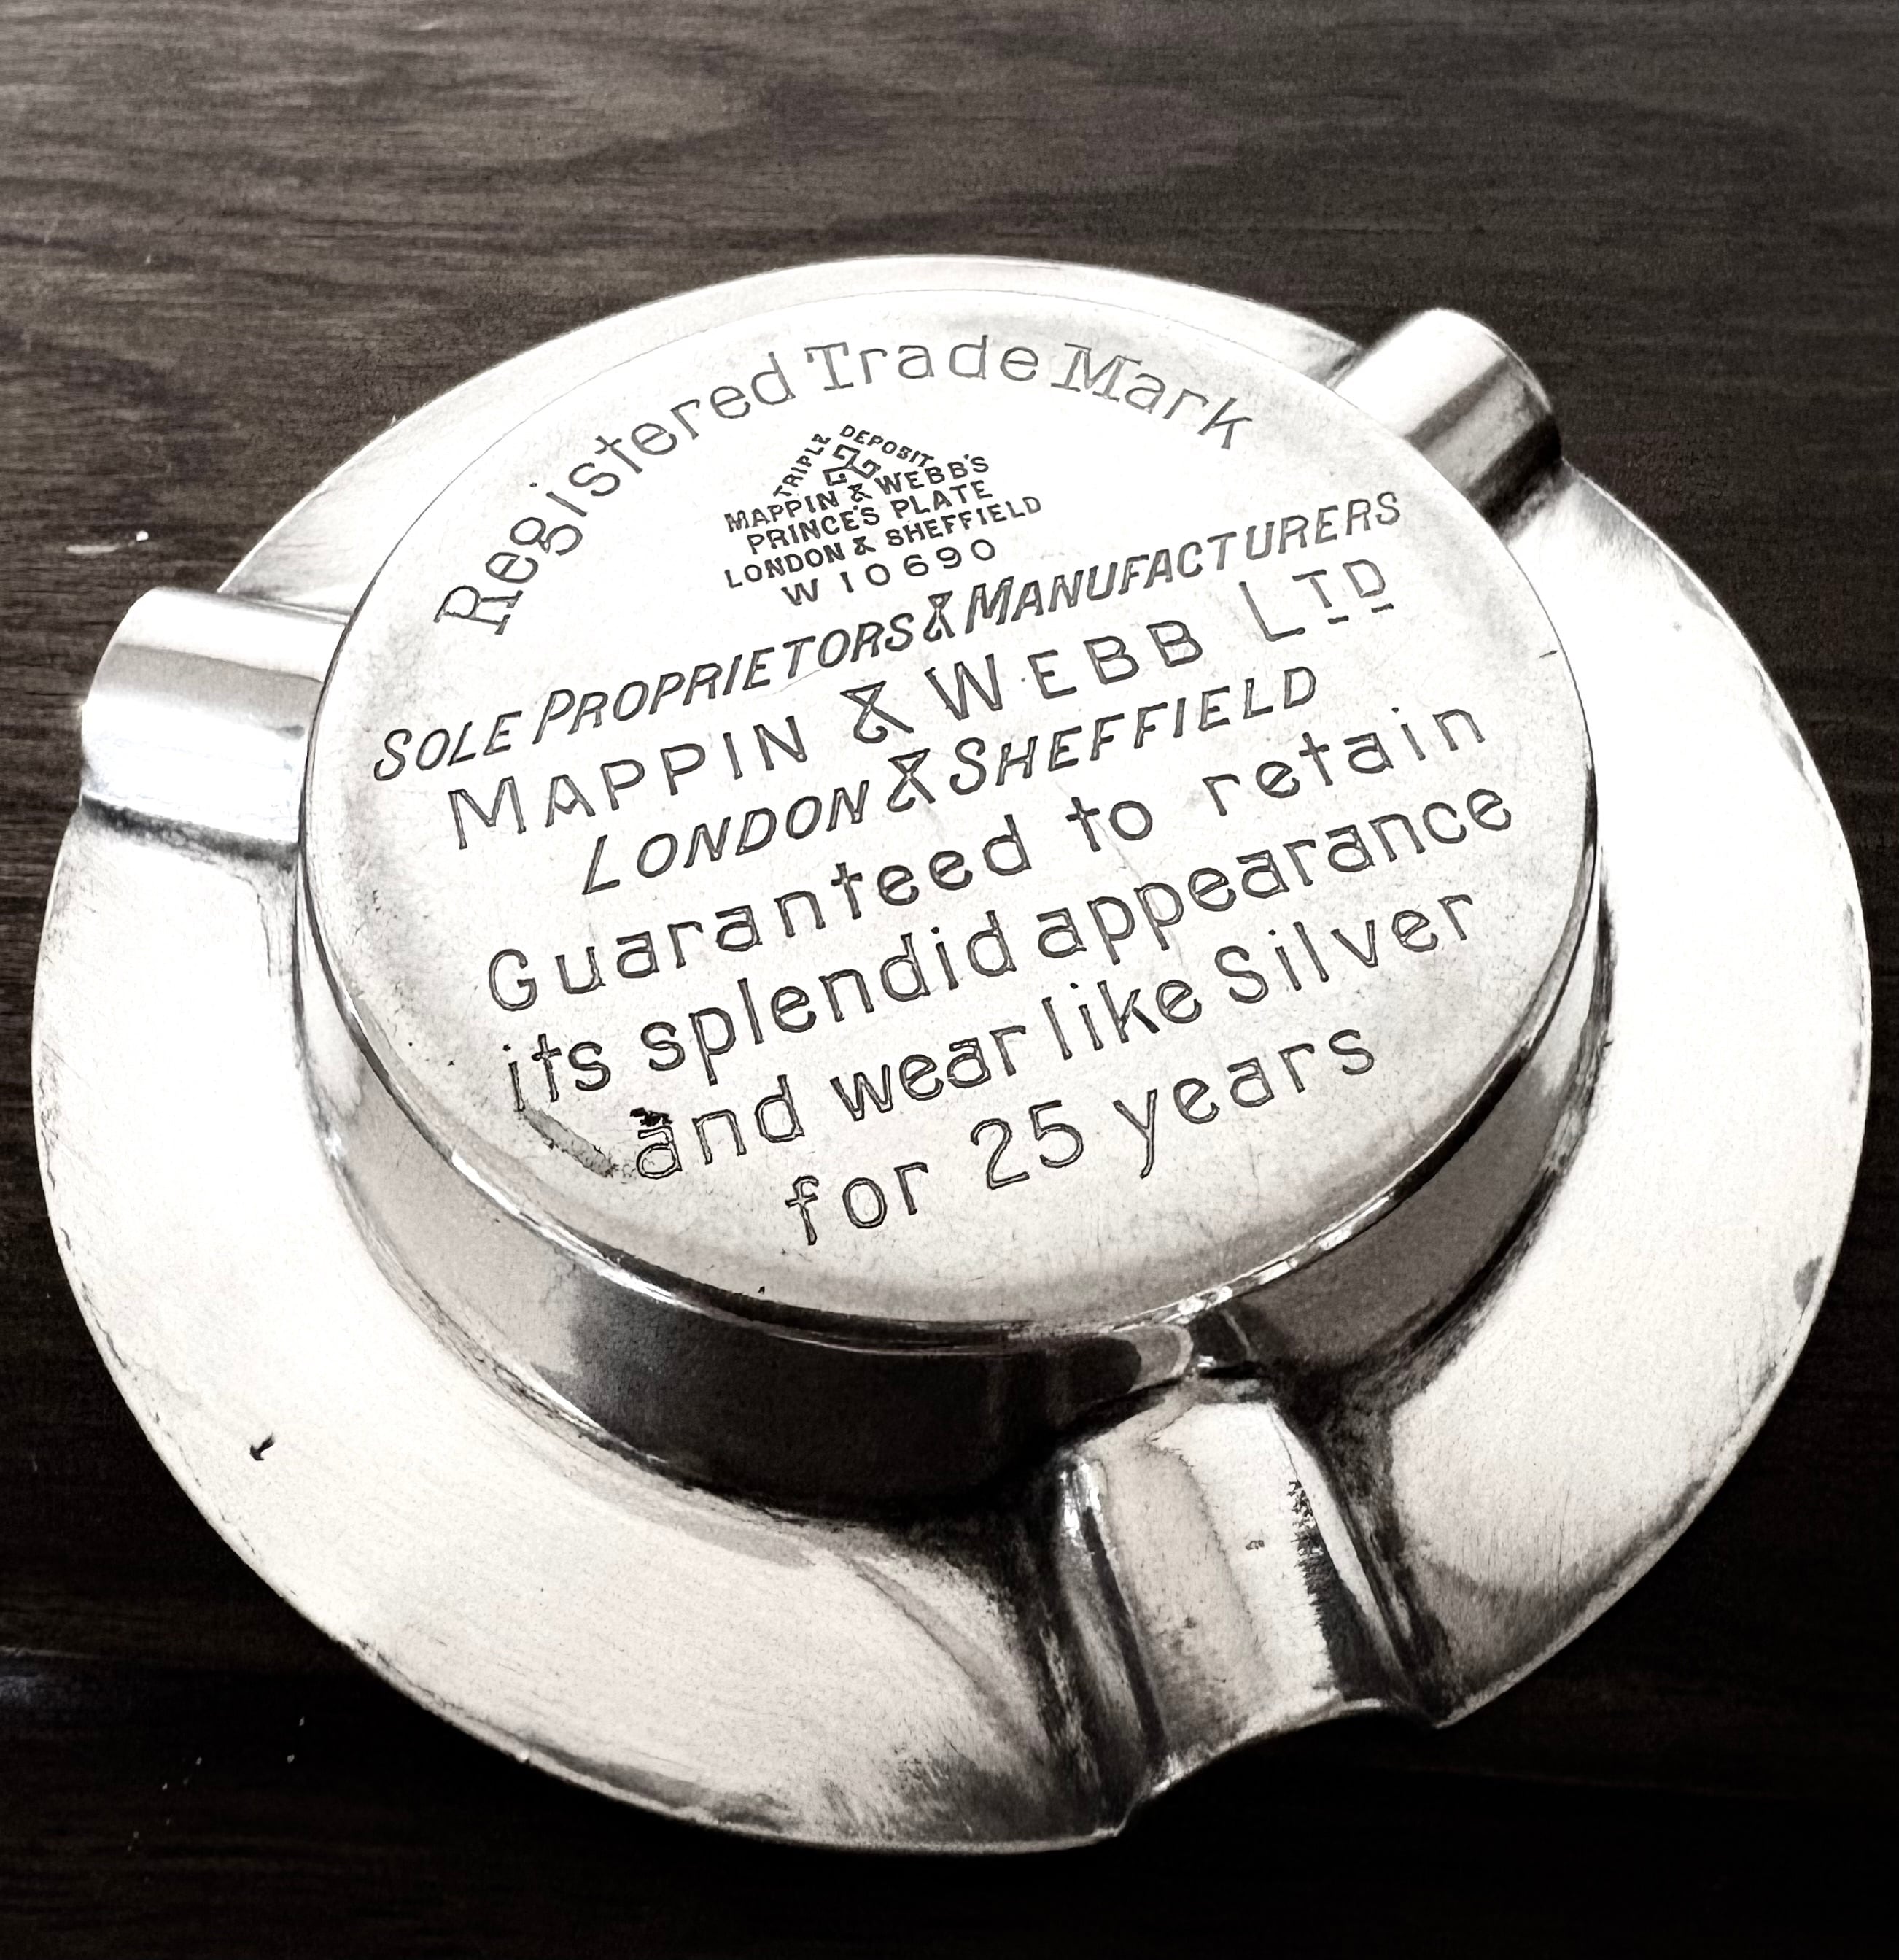 Registered Trade Mark
TRIPLE DEPOSIT
MAPPIN & WEBB'S
PRINCE'S PLATE
LONDON & SHEFFIELD
W 10690
SOLE PROPRIETORS & MANUFACTURERS
MAPPIN & WEBB LTD
LONDON & SHEFFIELD
Guaranteed to retain
its splendid appearance
and wear like Silver
for 25 years